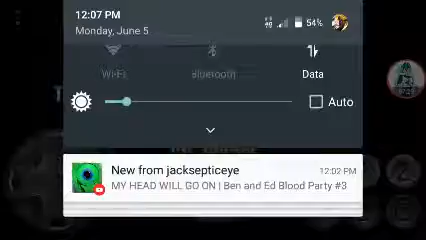 12:07 PM
Monday, June 5
4G
54%
Wi-Fi
Bluetooth
Data
Auto
New from jacksepticeye
12:02 PM
MY HEAD WILL GO ON | Ben and Ed Blood Party #3